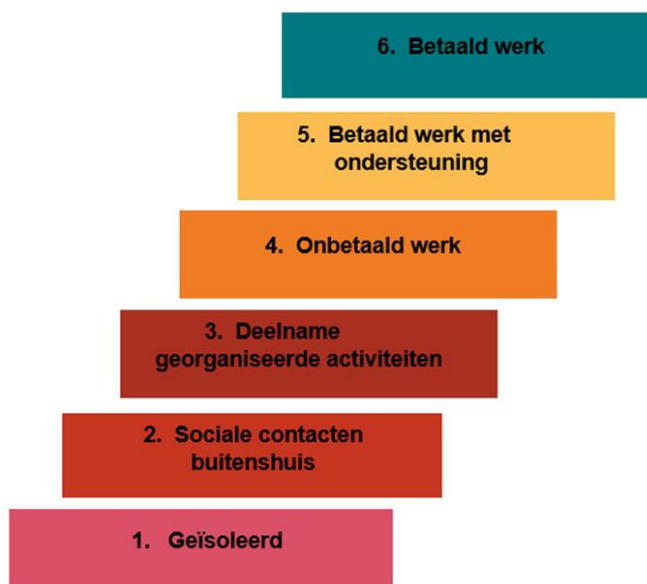 6. Betaald werk
5. Betaald werk met
ondersteuning
4. Onbetaald werk
3. Deelname
georganiseerde activiteiten
2. Sociale contacten
buitenshuis
1. Geïsoleerd